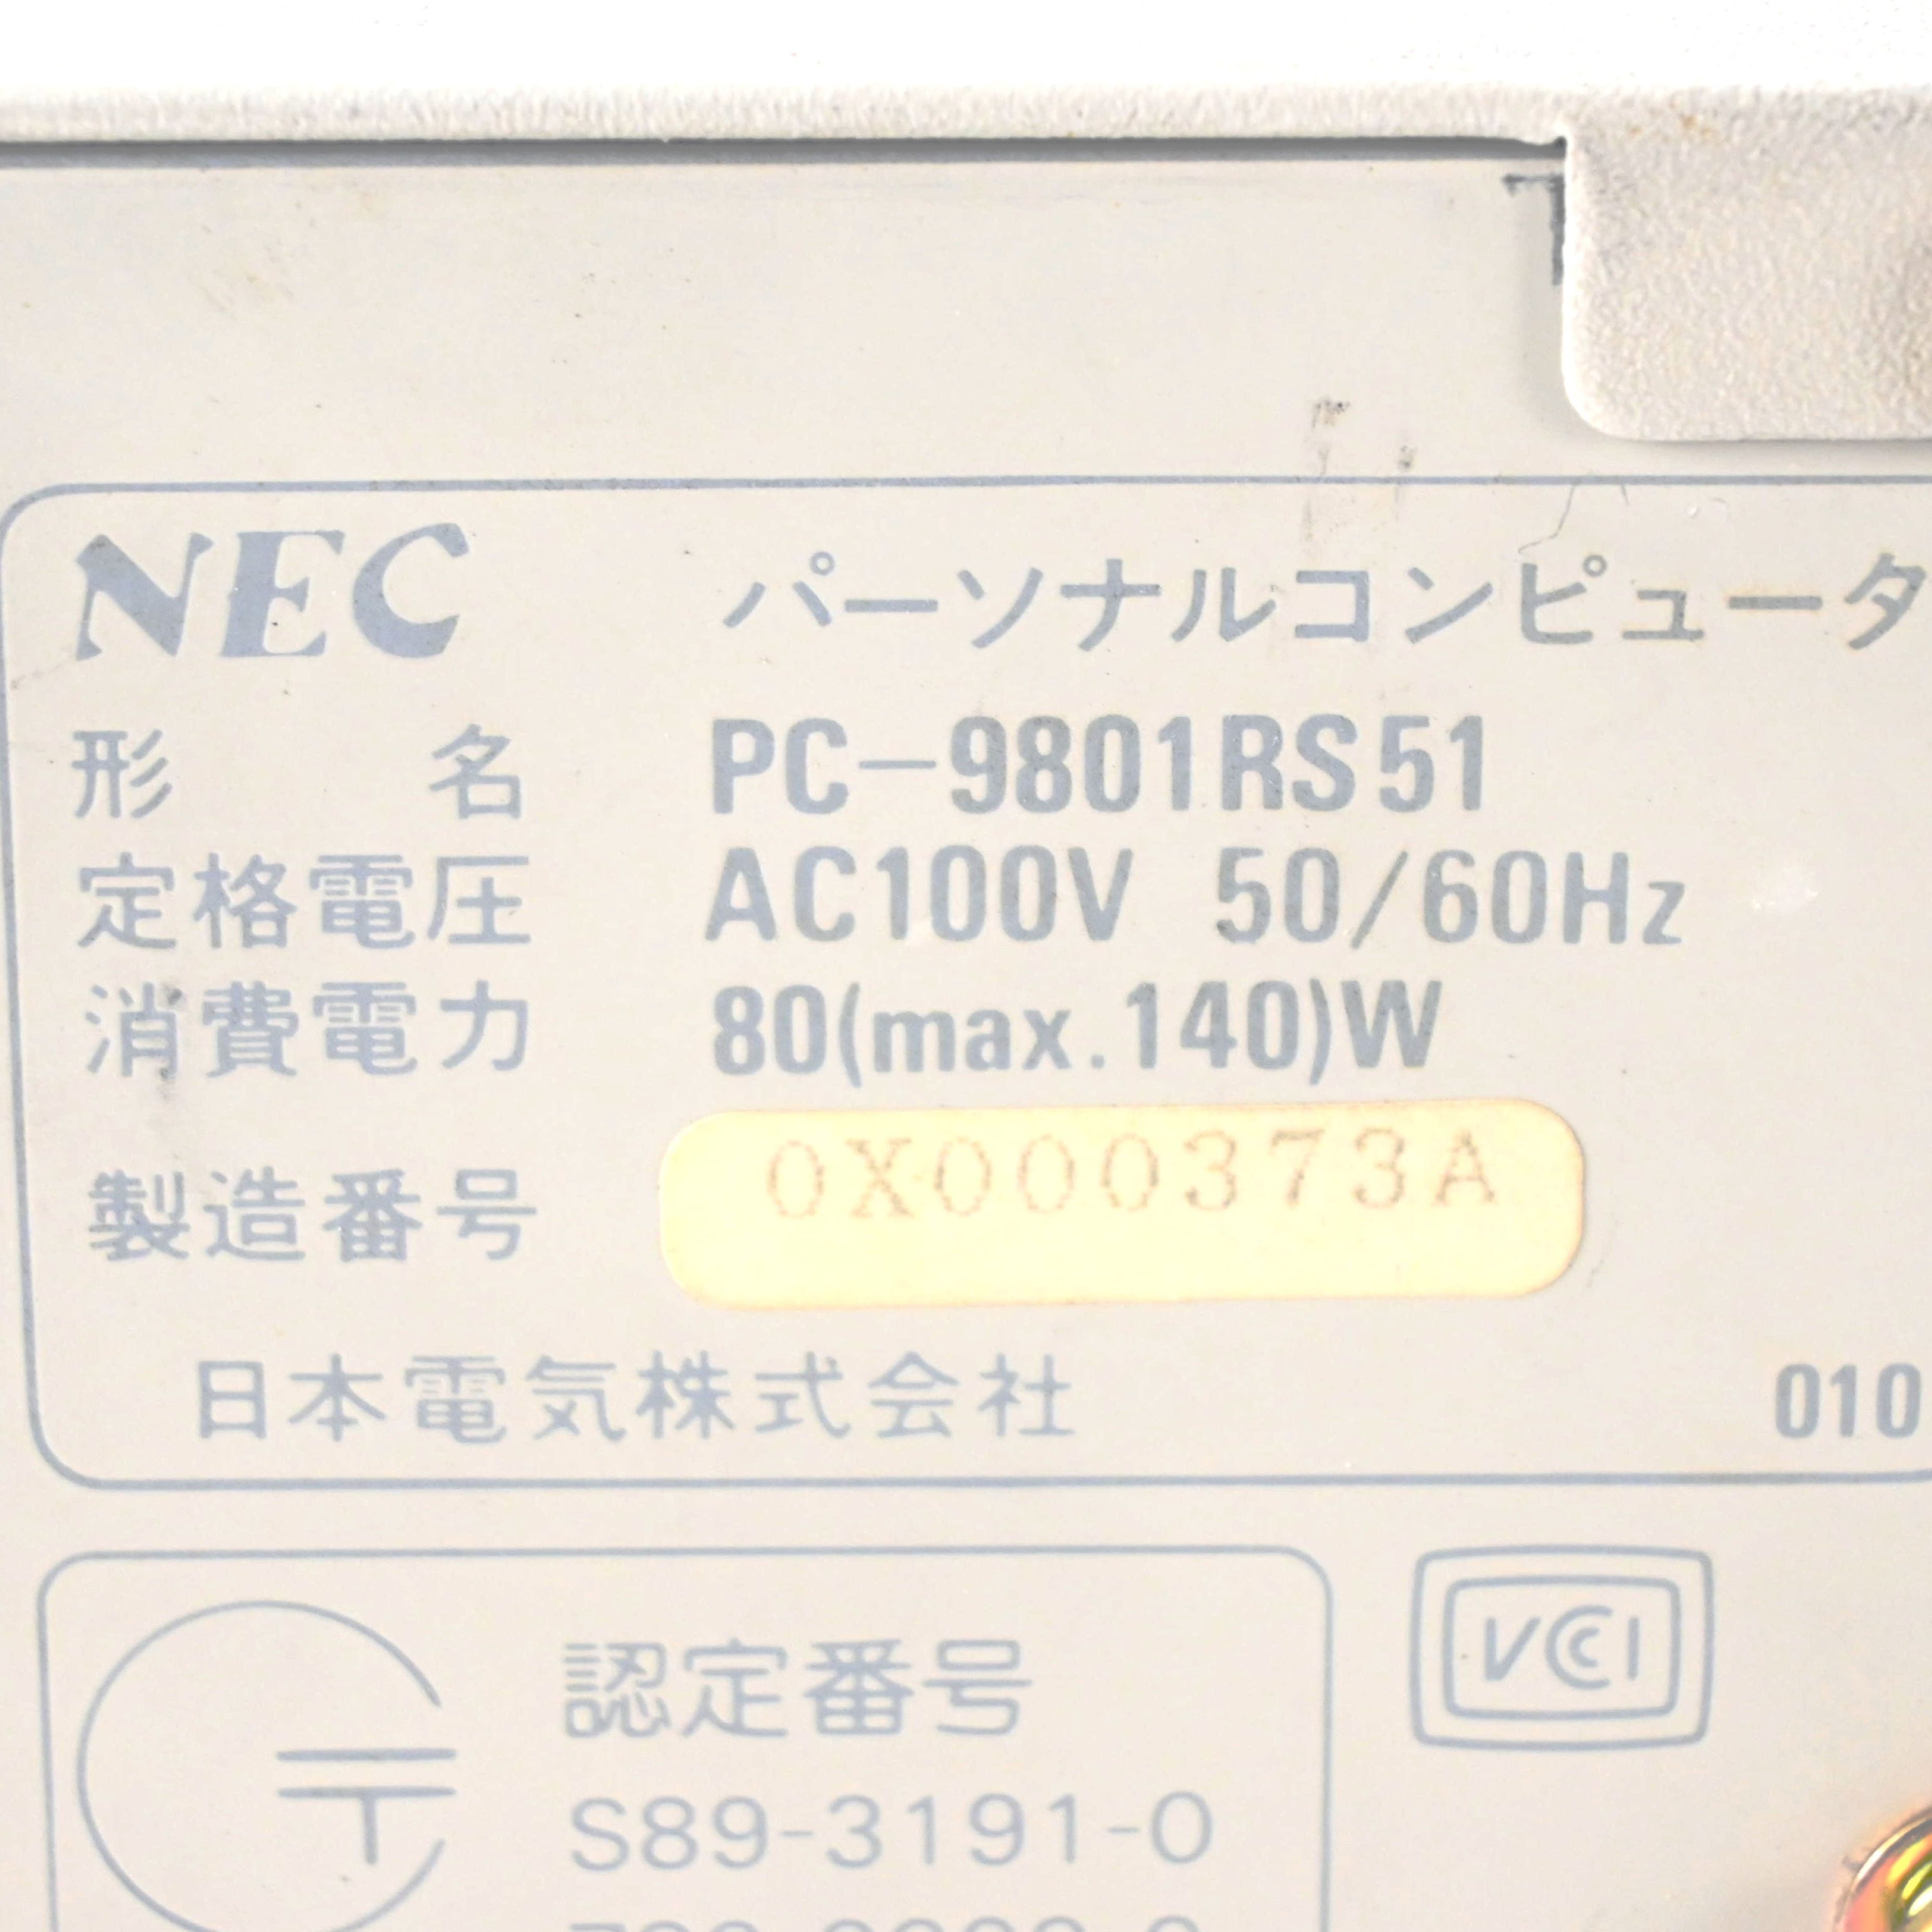 NEC パーソナルコンピュータ
形名 PC-9801RS51
定格電圧 AC100V 50/60Hz
消費電力 80(max.140)W
製造番号 0X000373A
日本電気株式会社 010
認定番号
S89-3191-0
VCCI